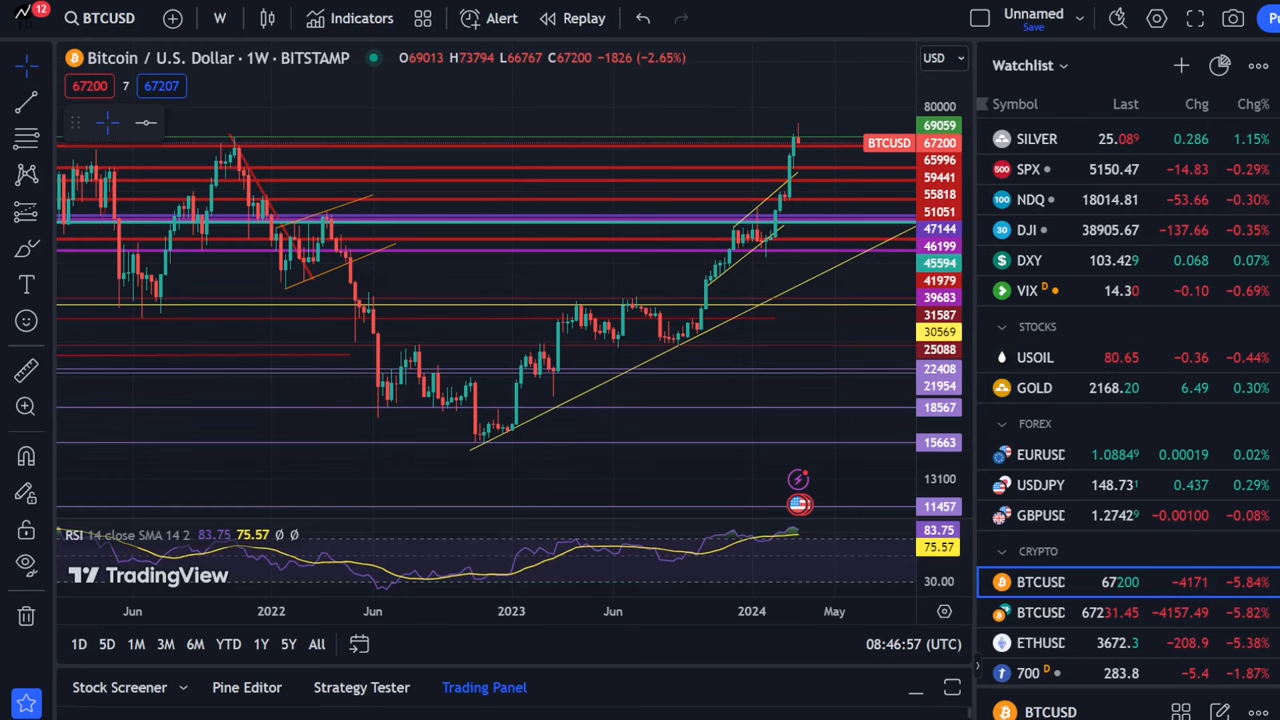 12
BTCUSD
W
Indicators
Alert
Replay
Unnamed
Save
Bitcoin / U.S. Dollar · 1W · BITSTAMP
O69013 H73794 L66767 C67200 −1826 (−2.65%)
USD
67200 7 67207
80000
69059
BTCUSD 67200
65996
59441
55818
51051
47144
46199
45594
41979
39683
31587
30569
25088
22408
21954
18567
15663
13100
11457
RSI 14 close SMA 14 2 83.75 75.57 Ø Ø
83.75
75.57
30.00
TradingView
Jun 2022 Jun 2023 Jun 2024 May
1D 5D 1M 3M 6M YTD 1Y 5Y All
08:46:57 (UTC)
Stock Screener Pine Editor Strategy Tester Trading Panel
Watchlist
Symbol Last Chg Chg%
SILVER 25.089 0.286 1.15%
SPX 5150.47 −14.83 −0.29%
NDQ 18014.81 −53.66 −0.30%
DJI 38905.67 −137.66 −0.35%
DXY 103.429 0.068 0.07%
VIX D 14.30 −0.10 −0.69%
STOCKS
USOIL 80.65 −0.36 −0.44%
GOLD 2168.20 6.49 0.30%
FOREX
EURUSD 1.08849 0.00019 0.02%
USDJPY 148.731 0.437 0.29%
GBPUSD 1.27429 −0.00100 −0.08%
CRYPTO
BTCUSD 67200 −4171 −5.84%
BTCUSD 67231.45 −4157.49 −5.82%
ETHUSD 3672.3 −208.9 −5.38%
700 D 283.8 −5.4 −1.87%
BTCUSD